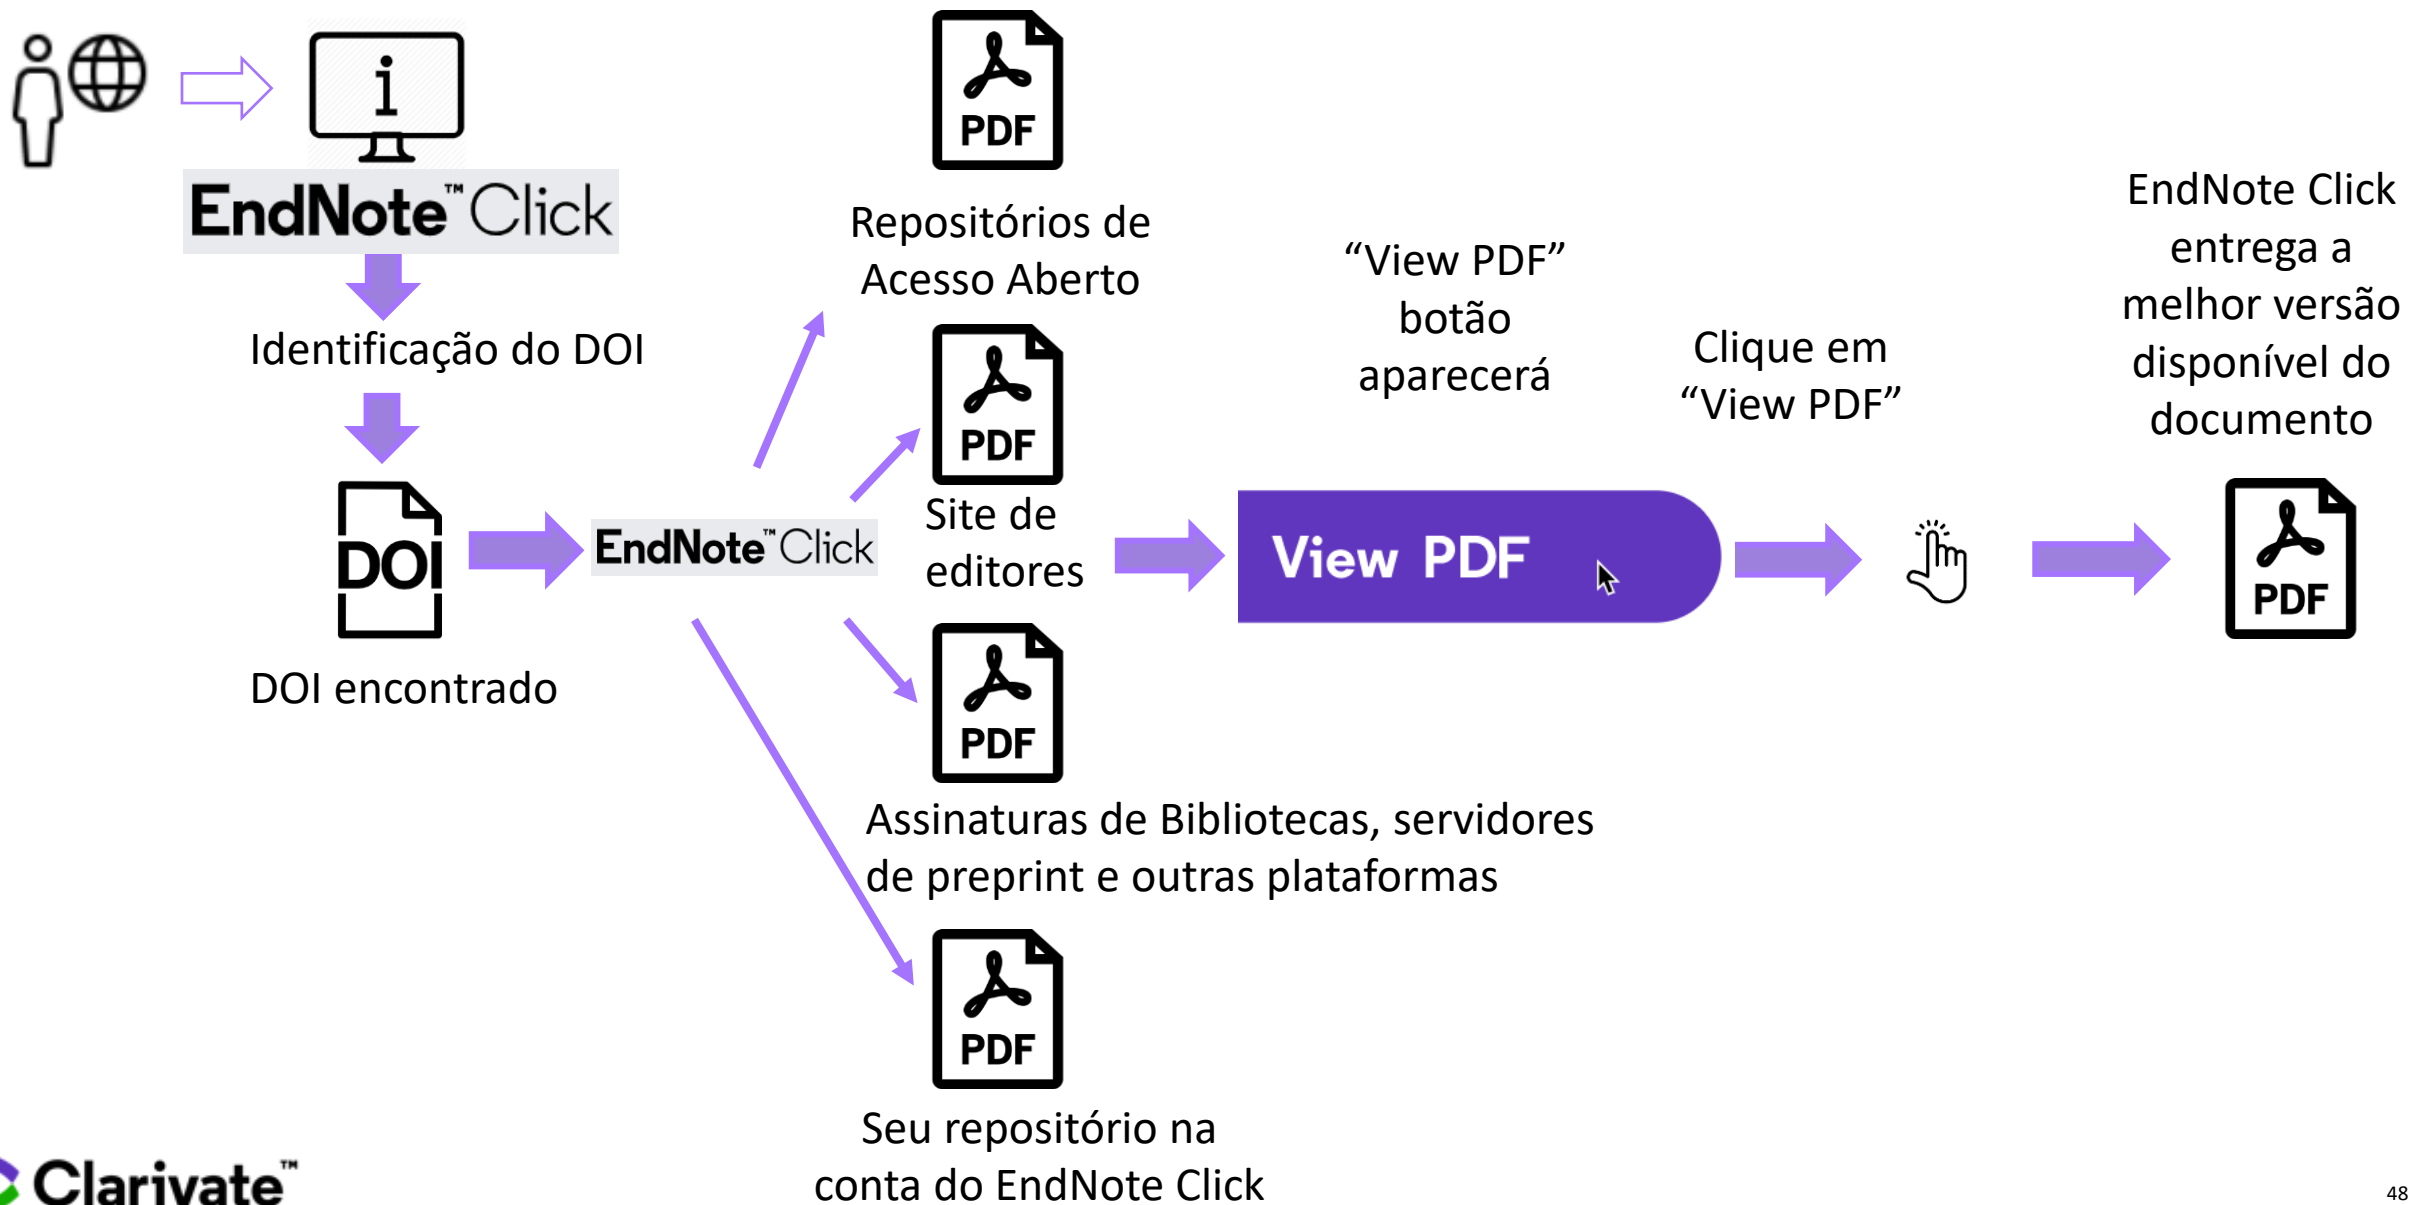 i
EndNote™ Click
Identificação do DOI
DOI
DOI encontrado
EndNote™ Click
PDF
Repositórios de
Acesso Aberto
PDF
Site de
editores
PDF
Assinaturas de Bibliotecas, servidores
de preprint e outras plataformas
PDF
Seu repositório na
conta do EndNote Click
“View PDF”
botão
aparecerá
View PDF
Clique em
“View PDF”
EndNote Click
entrega a
melhor versão
disponível do
documento
PDF
Clarivate™
48